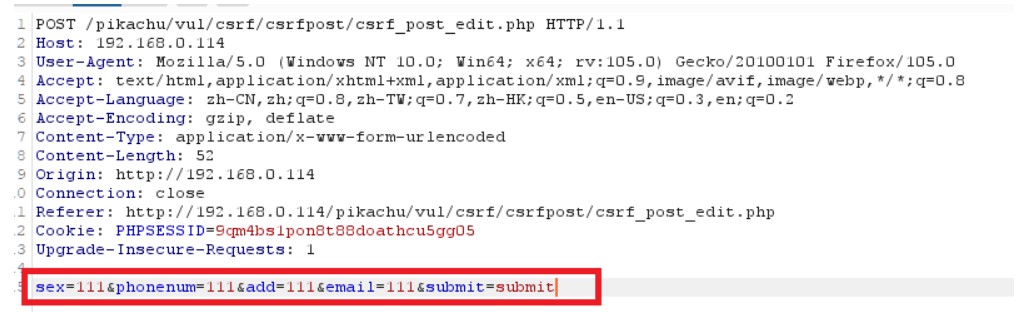 1 POST /pikachu/vul/csrf/csrfpost/csrf_post_edit.php HTTP/1.1
2 Host: 192.168.0.114
3 User-Agent: Mozilla/5.0 (Windows NT 10.0; Win64; x64; rv:105.0) Gecko/20100101 Firefox/105.0
4 Accept: text/html,application/xhtml+xml,application/xml;q=0.9,image/avif,image/webp,*/*;q=0.8
5 Accept-Language: zh-CN,zh;q=0.8,zh-TW;q=0.7,zh-HK;q=0.5,en-US;q=0.3,en;q=0.2
6 Accept-Encoding: gzip, deflate
7 Content-Type: application/x-www-form-urlencoded
8 Content-Length: 52
9 Origin: http://192.168.0.114
0 Connection: close
1 Referer: http://192.168.0.114/pikachu/vul/csrf/csrfpost/csrf_post_edit.php
2 Cookie: PHPSESSID=9qm4bs1pon8t88doathcu5gg05
3 Upgrade-Insecure-Requests: 1
4
5 sex=111&phonenum=111&add=111&email=111&submit=submit